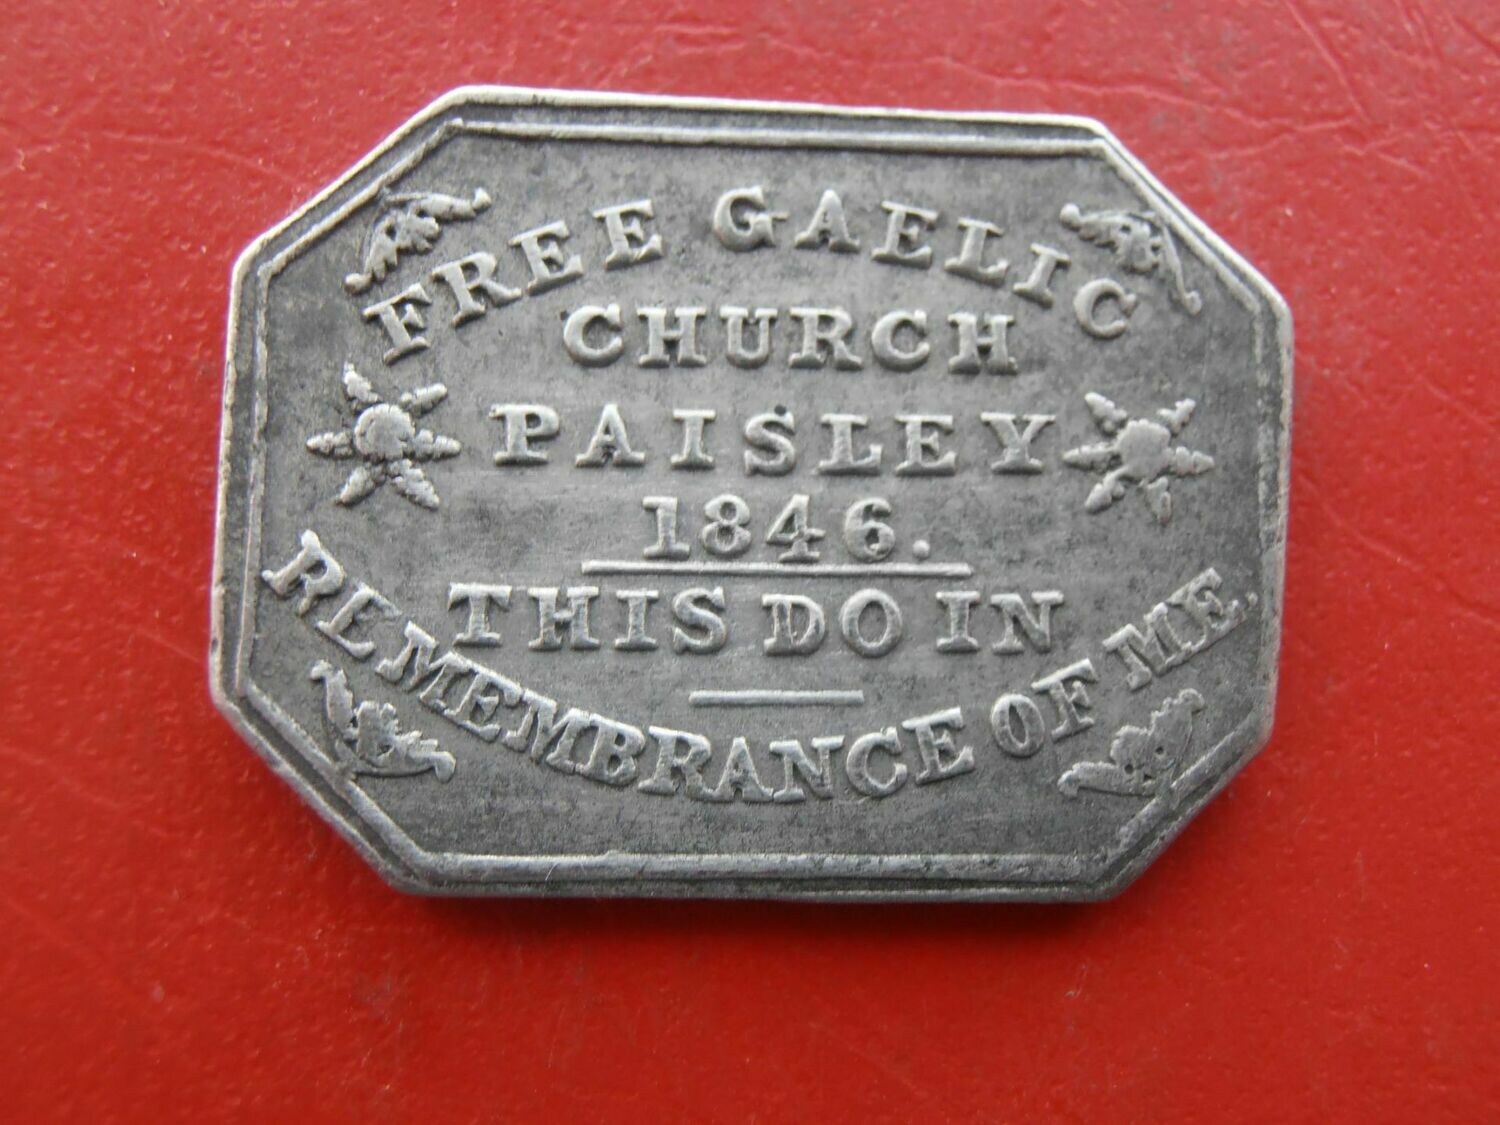 FREE GAELIC
CHURCH
PAISLEY
1846.
THIS DO IN
REMEMBRANCE OF ME.